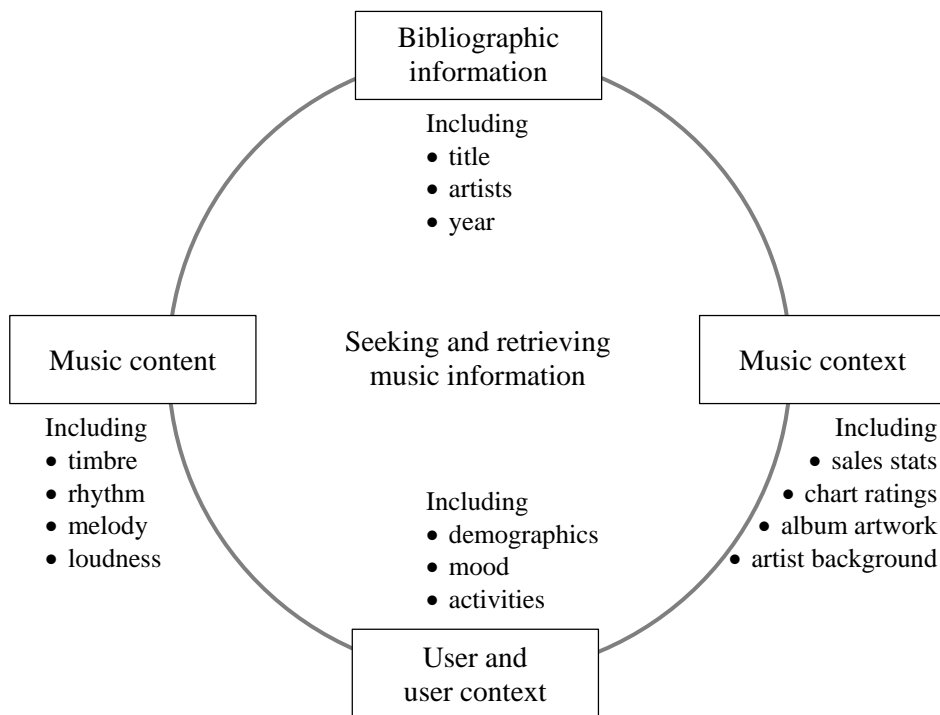 Bibliographic
information
Including
• title
• artists
• year
Music content
Including
• timbre
• rhythm
• melody
• loudness
Seeking and retrieving
music information
Music context
Including
• sales stats
• chart ratings
• album artwork
• artist background
Including
• demographics
• mood
• activities
User and
user context